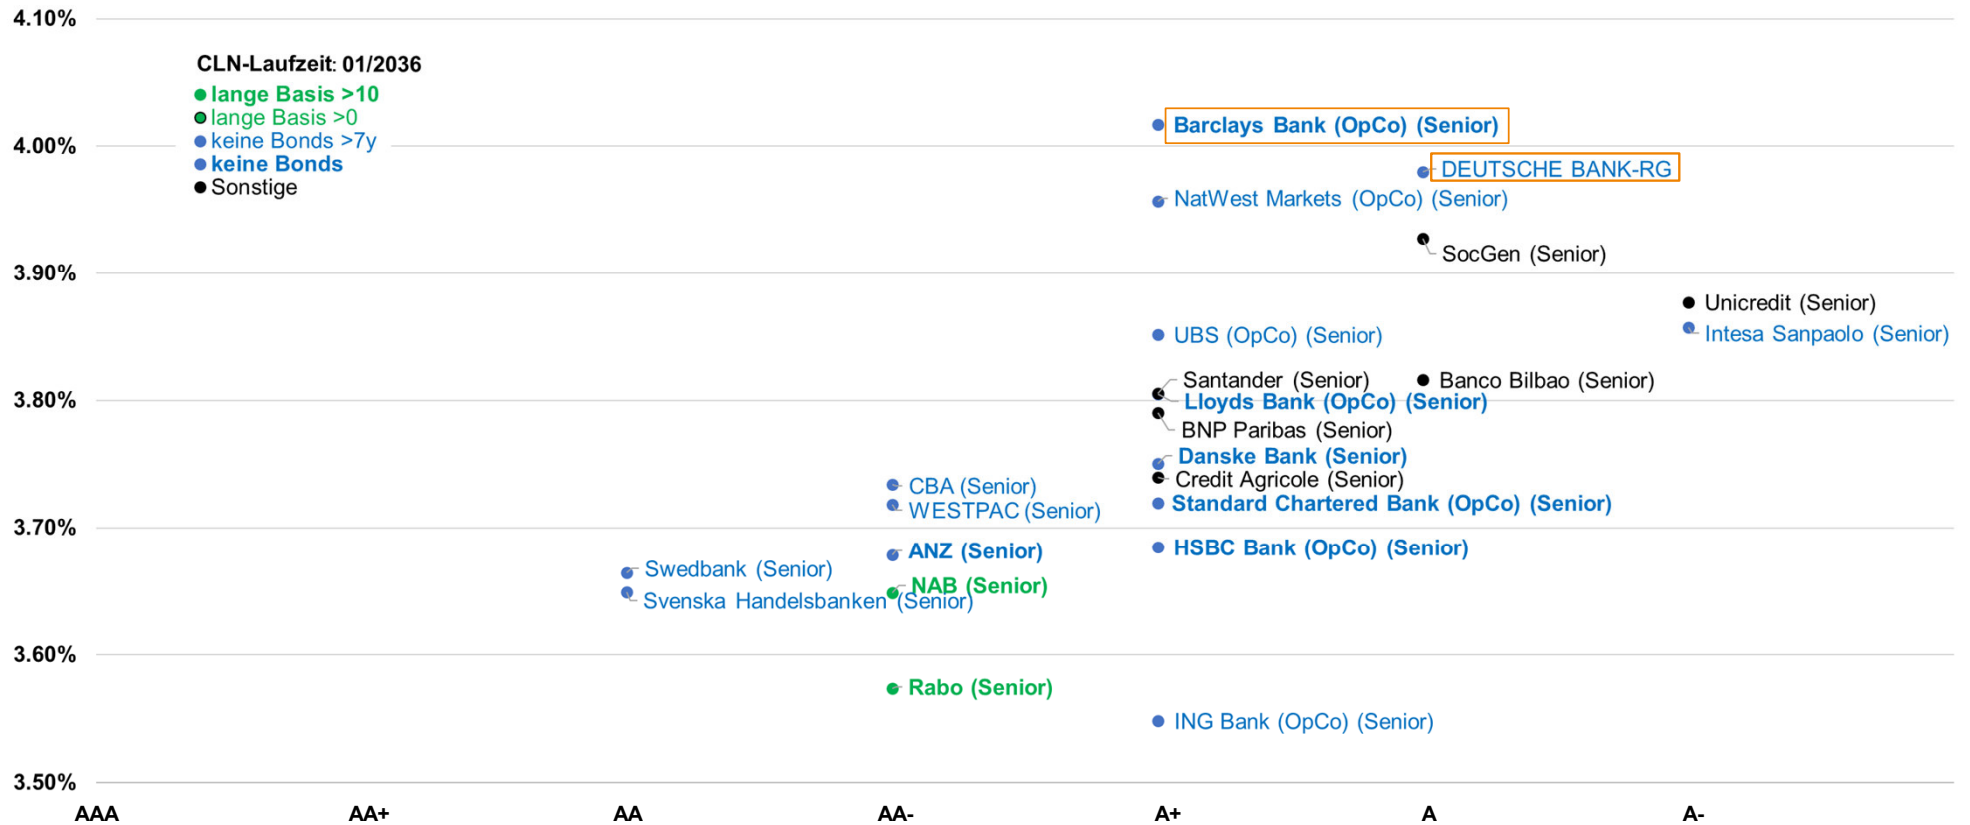 4.10%
CLN-Laufzeit: 01/2036
lange Basis >10
lange Basis >0
keine Bonds >7y
keine Bonds
Sonstige
4.00%
3.90%
3.80%
3.70%
3.60%
3.50%
Barclays Bank (OpCo) (Senior)
DEUTSCHE BANK-RG
NatWest Markets (OpCo) (Senior)
SocGen (Senior)
Unicredit (Senior)
Intesa Sanpaolo (Senior)
UBS (OpCo) (Senior)
Santander (Senior)
Banco Bilbao (Senior)
Lloyds Bank (OpCo) (Senior)
BNP Paribas (Senior)
Danske Bank (Senior)
Credit Agricole (Senior)
CBA (Senior)
Standard Chartered Bank (OpCo) (Senior)
WESTPAC (Senior)
HSBC Bank (OpCo) (Senior)
ANZ (Senior)
Swedbank (Senior)
NAB (Senior)
Svenska Handelsbanken (Senior)
Rabo (Senior)
ING Bank (OpCo) (Senior)
AAA AA+ AA AA- A+ A A-